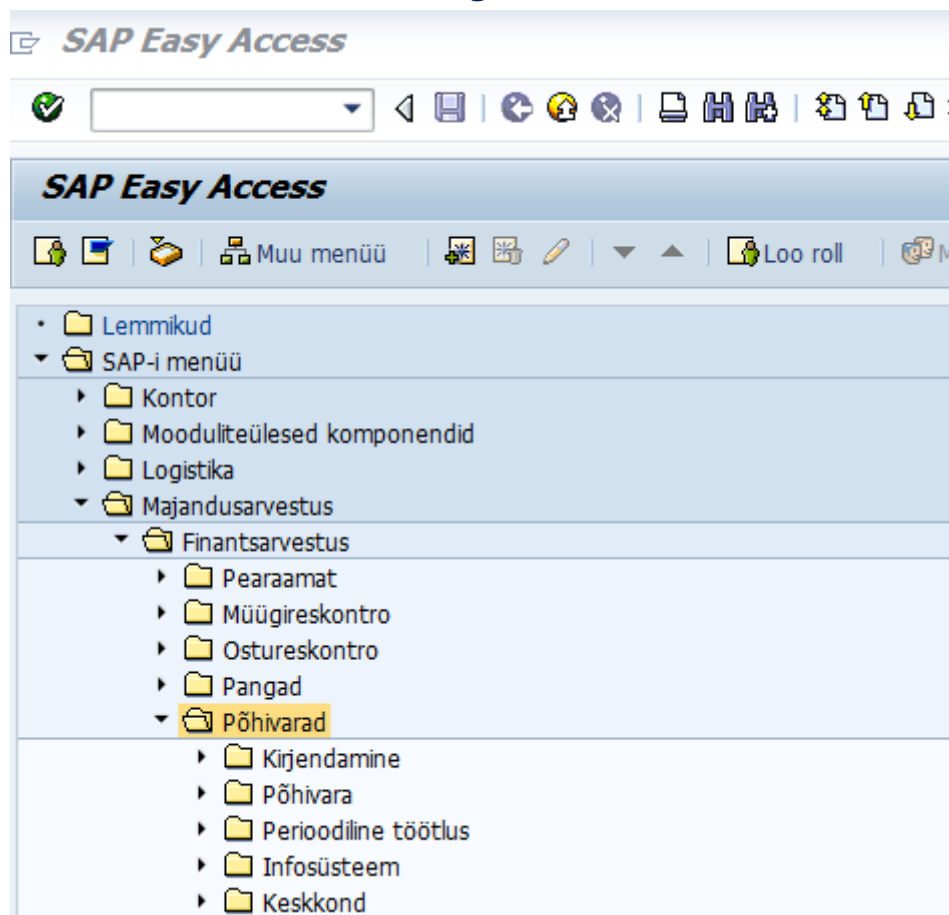 SAP Easy Access
SAP Easy Access
Muu menüü Loo roll M
Lemmikud
SAP-i menüü
Kontor
Mooduliteülesed komponendid
Logistika
Majandusarvestus
Finantsarvestus
Pearaamat
Müügireskontro
Ostureskontro
Pangad
Põhivarad
Kirjendamine
Põhivara
Perioodiline töötlus
Infosüsteem
Keskkond